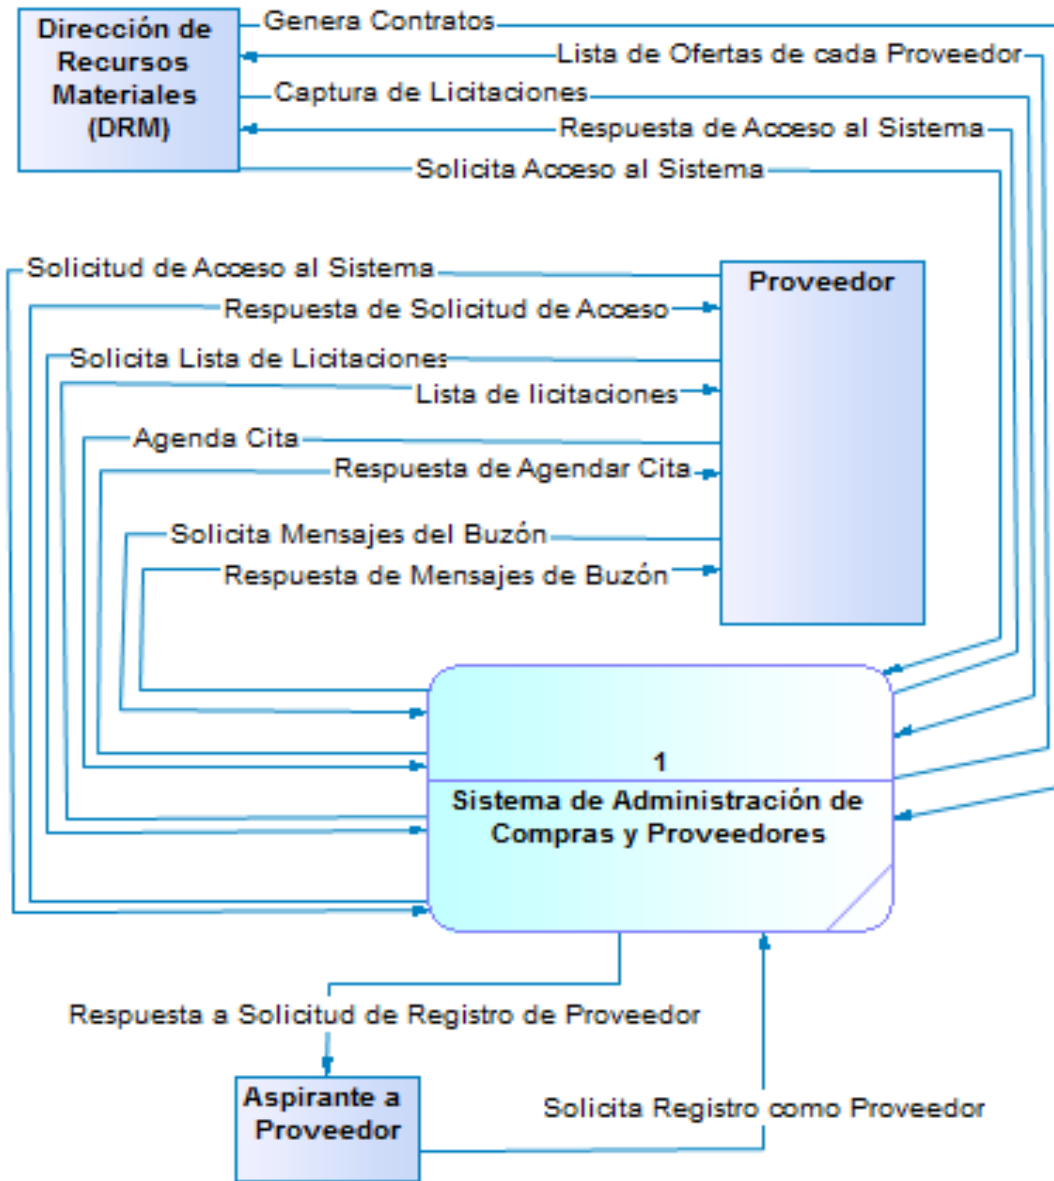 Dirección de
Recursos
Materiales
(DRM)
Genera Contratos
Lista de Ofertas de cada Proveedor
Captura de Licitaciones
Respuesta de Acceso al Sistema
Solicita Acceso al Sistema
Solicitud de Acceso al Sistema
Proveedor
Respuesta de Solicitud de Acceso
Solicita Lista de Licitaciones
Lista de licitaciones
Agenda Cita
Respuesta de Agendar Cita
Solicita Mensajes del Buzón
Respuesta de Mensajes de Buzón
1
Sistema de Administración de
Compras y Proveedores
Respuesta a Solicitud de Registro de Proveedor
Aspirante a
Proveedor
Solicita Registro como Proveedor